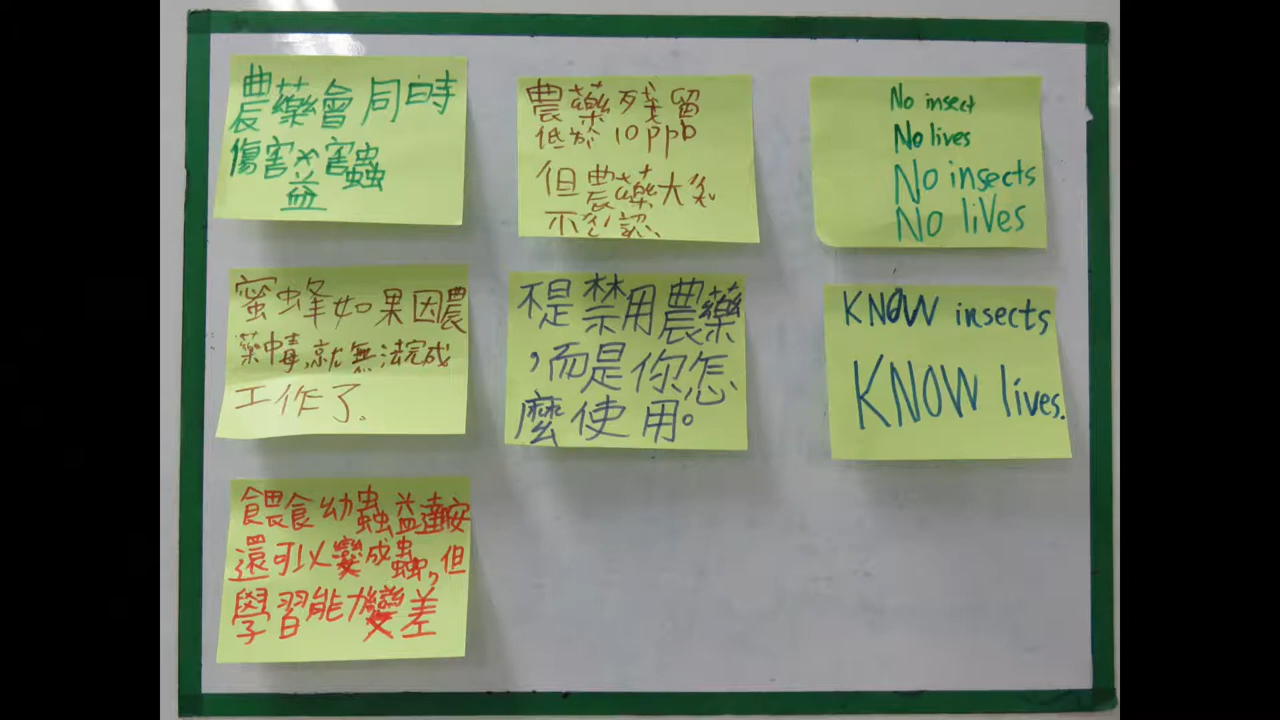 農藥會同時
傷害益害蟲
農藥殘留
低於10ppb
但農藥大多
不承認
No insect
No lives
No insects
No lives
蜜蜂如果因農
藥中毒,就無法完成
工作了.
不是禁用農藥
,而是你怎
麼使用。
KNOW insects
KNOW lives.
餵食幼蟲益達安
還可以變成蟲,但
學習能力變差